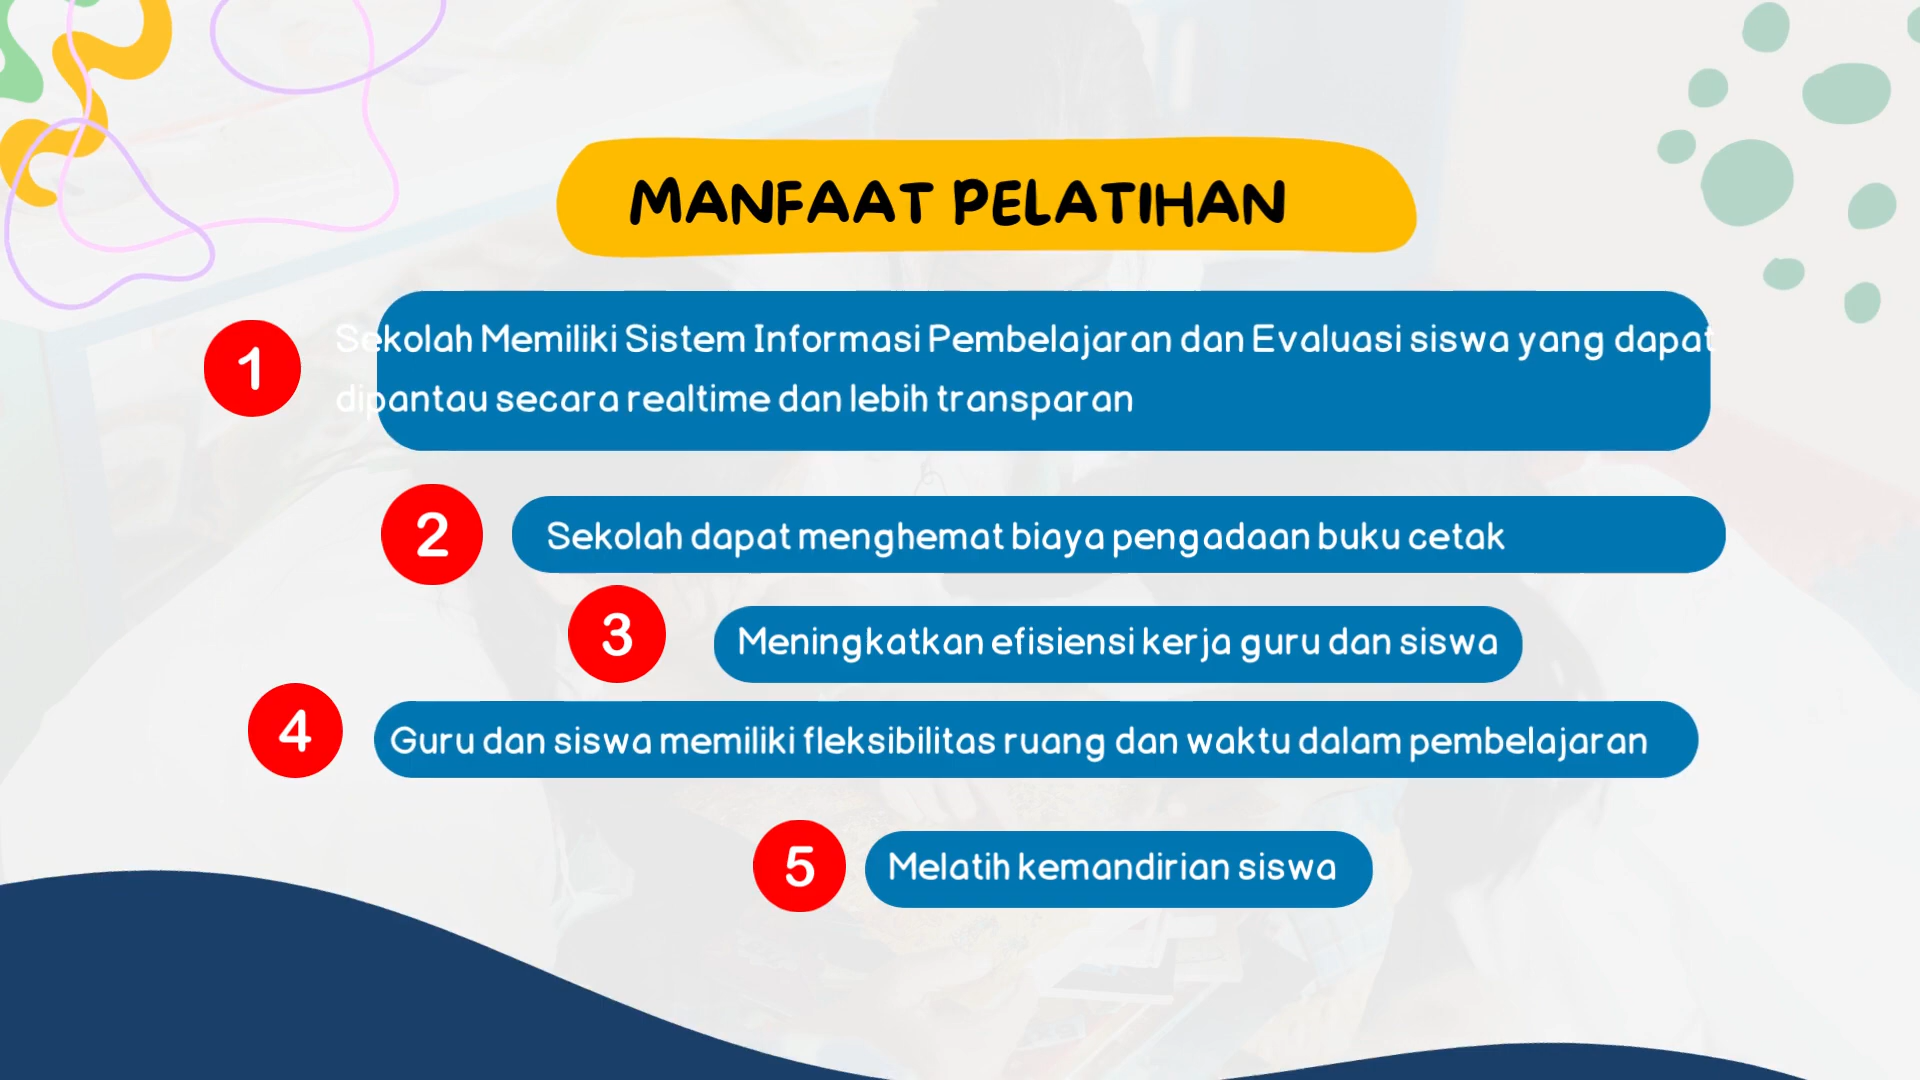 MANFAAT PELATIHAN
1
Sekolah Memiliki Sistem Informasi Pembelajaran dan Evaluasi siswa yang dapat
dipantau secara realtime dan lebih transparan
2
Sekolah dapat menghemat biaya pengadaan buku cetak
3
Meningkatkan efisiensi kerja guru dan siswa
4
Guru dan siswa memiliki fleksibilitas ruang dan waktu dalam pembelajaran
5
Melatih kemandirian siswa